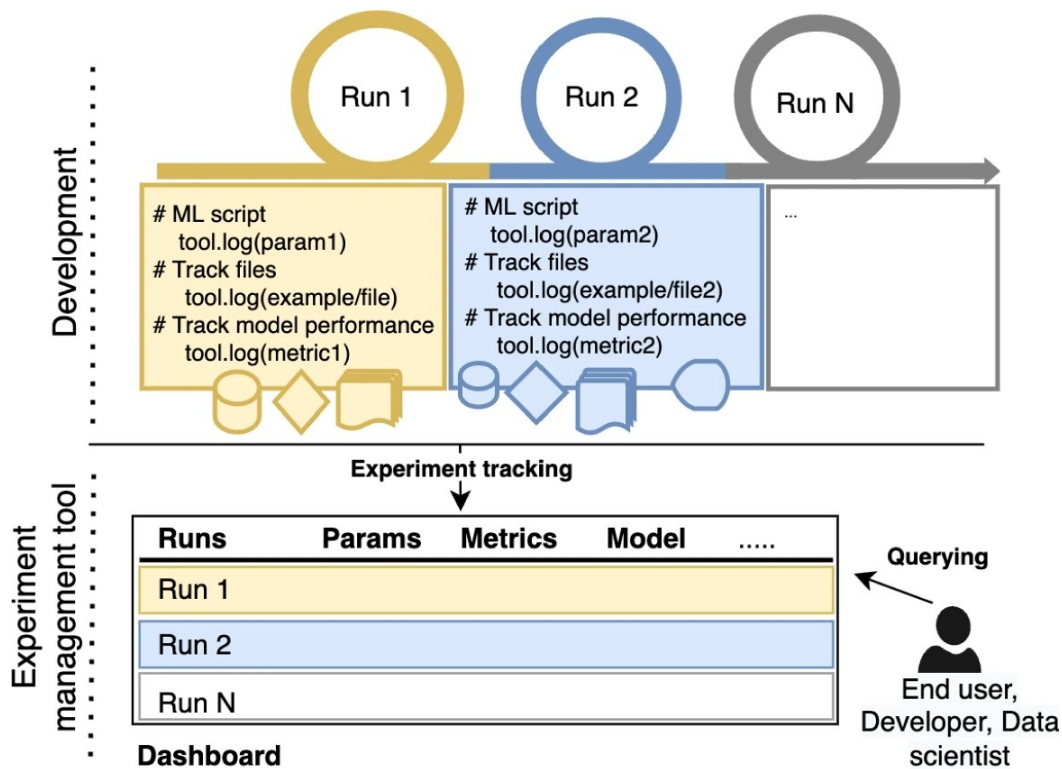 Run 1
Run 2
Run N
Development
# ML script
tool.log(param1)
# Track files
tool.log(example/file)
# Track model performance
tool.log(metric1)
# ML script
tool.log(param2)
# Track files
tool.log(example/file2)
# Track model performance
tool.log(metric2)
...
Experiment tracking
Experiment
management tool
Runs Params Metrics Model .....
Run 1
Run 2
Run N
Dashboard
Querying
End user,
Developer, Data
scientist